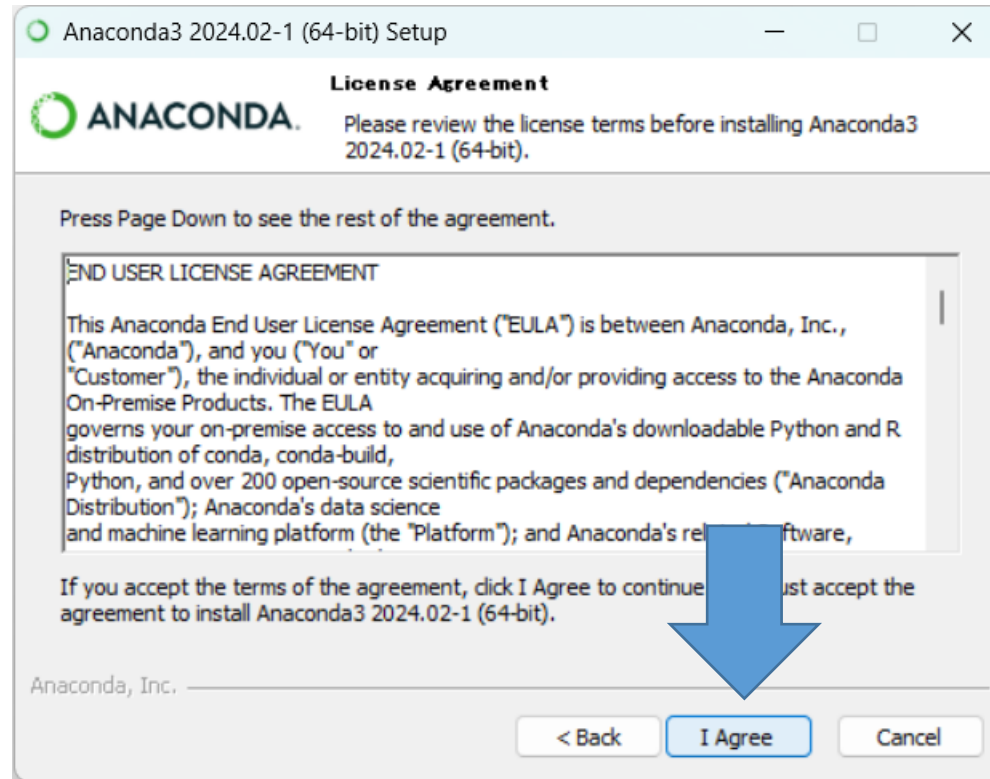 Anaconda3 2024.02-1 (64-bit) Setup
ANACONDA.
License Agreement
Please review the license terms before installing Anaconda3
2024.02-1 (64-bit).
Press Page Down to see the rest of the agreement.
END USER LICENSE AGREEMENT
This Anaconda End User License Agreement ("EULA") is between Anaconda, Inc.,
("Anaconda"), and you ("You" or
"Customer"), the individual or entity acquiring and/or providing access to the Anaconda
On-Premise Products. The EULA
governs your on-premise access to and use of Anaconda's downloadable Python and R
distribution of conda, conda-build,
Python, and over 200 open-source scientific packages and dependencies ("Anaconda
Distribution"); Anaconda's data science
and machine learning platform (the "Platform"); and Anaconda's
If you accept the terms of the agreement, click I Agree to continue accept the
agreement to install Anaconda3 2024.02-1 (64-bit).
Anaconda, Inc.
< Back
I Agree
Cancel